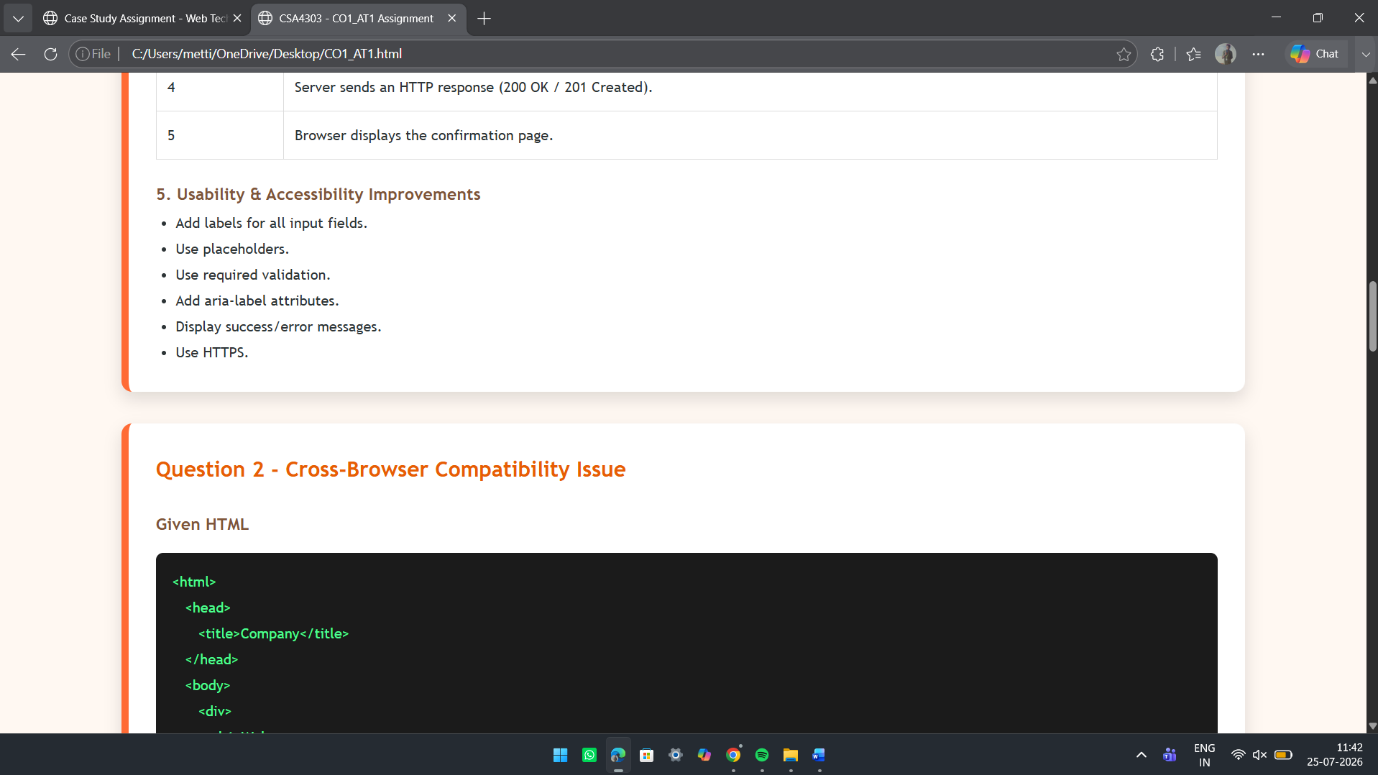 Case Study Assignment - Web Tec
CSA4303 - CO1_AT1 Assignment
File
C:/Users/metti/OneDrive/Desktop/CO1_AT1.html
Chat
4 Server sends an HTTP response (200 OK / 201 Created).
5 Browser displays the confirmation page.
5. Usability & Accessibility Improvements
• Add labels for all input fields.
• Use placeholders.
• Use required validation.
• Add aria-label attributes.
• Display success/error messages.
• Use HTTPS.
Question 2 - Cross-Browser Compatibility Issue
Given HTML
<html>
<head>
<title>Company</title>
</head>
<body>
<div>
ENG
IN
11:42
25-07-2026